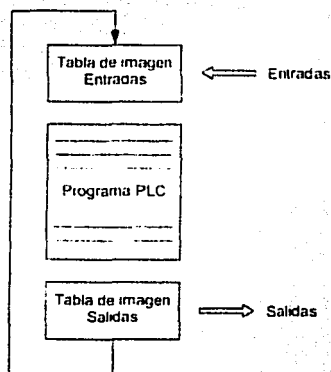 Tabla de imagen
Entradas
Entradas
Programa PLC
Tabla de imagen
Salidas
Salidas